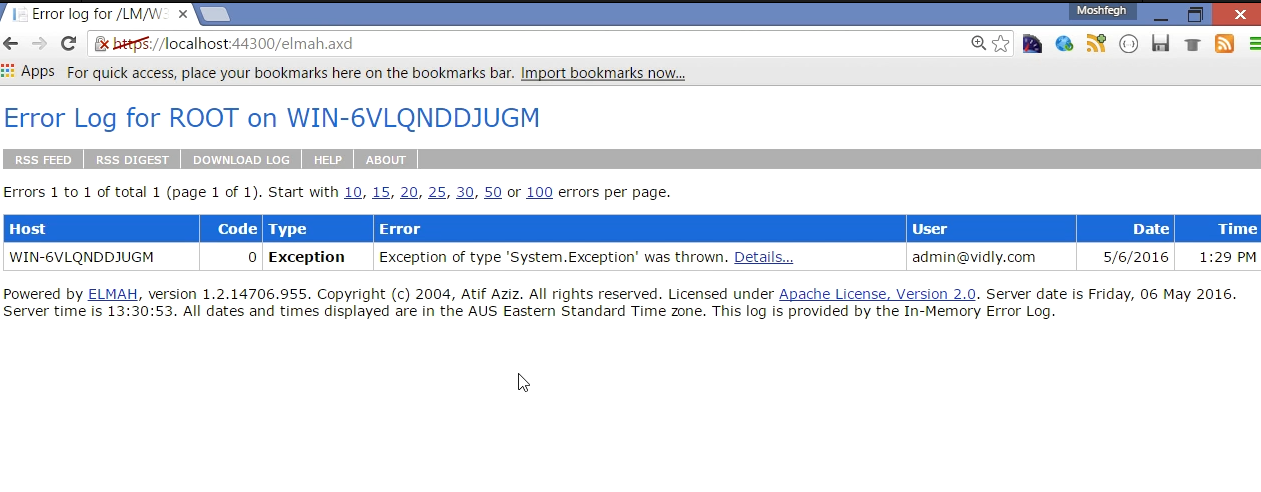 Error log for /LM/W3
Moshfegh
https://localhost:44300/elmah.axd
Apps For quick access, place your bookmarks here on the bookmarks bar. Import bookmarks now...
Error Log for ROOT on WIN-6VLQNDDJUGM
RSS FEED RSS DIGEST DOWNLOAD LOG HELP ABOUT
Errors 1 to 1 of total 1 (page 1 of 1). Start with 10, 15, 20, 25, 30, 50 or 100 errors per page.
Host Code Type Error User Date Time
WIN-6VLQNDDJUGM 0 Exception Exception of type 'System.Exception' was thrown. Details... admin@vidly.com 5/6/2016 1:29 PM
Powered by ELMAH, version 1.2.14706.955. Copyright (c) 2004, Atif Aziz. All rights reserved. Licensed under Apache License, Version 2.0. Server date is Friday, 06 May 2016.
Server time is 13:30:53. All dates and times displayed are in the AUS Eastern Standard Time zone. This log is provided by the In-Memory Error Log.